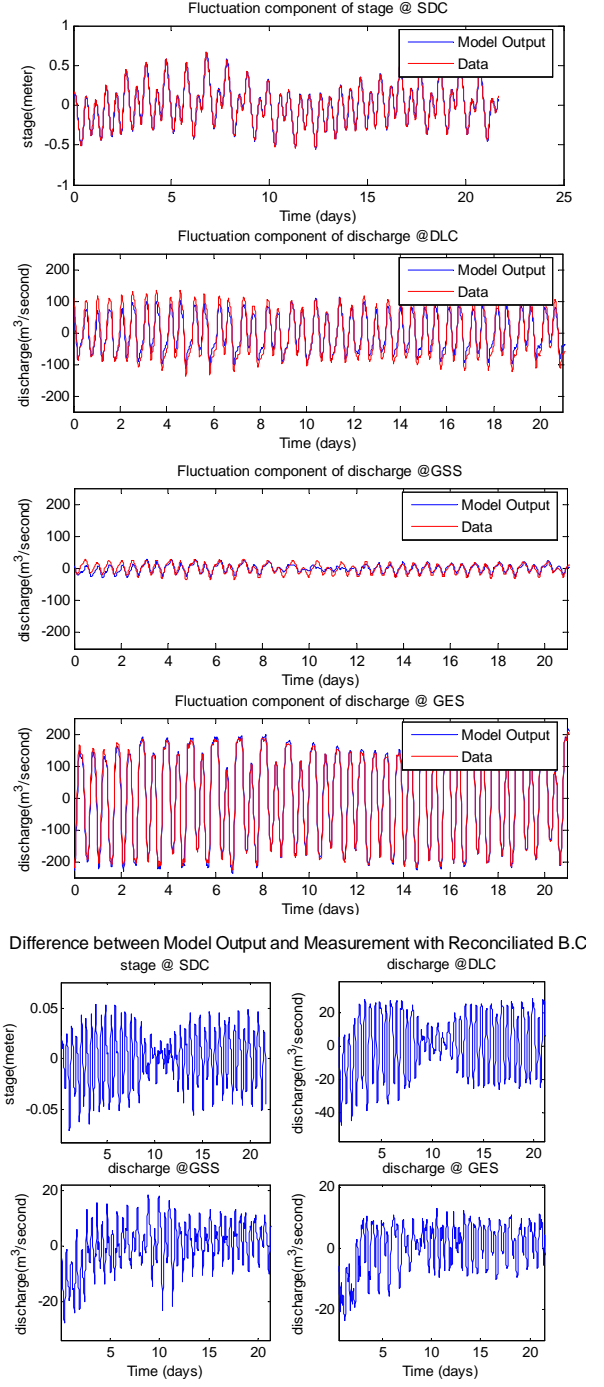 Fluctuation component of stage @ SDC
1
0.5
0
-0.5
-1
stage(meter)
Model Output
Data
0 5 10 15 20 25
Time (days)
Fluctuation component of discharge @DLC
200
100
0
-100
-200
discharge(m³/second)
Model Output
Data
0 2 4 6 8 10 12 14 16 18 20
Time (days)
Fluctuation component of discharge @GSS
200
100
0
-100
-200
discharge(m³/second)
Model Output
Data
0 2 4 6 8 10 12 14 16 18 20
Time (days)
Fluctuation component of discharge @ GES
200
100
0
-100
-200
discharge(m³/second)
Model Output
Data
0 2 4 6 8 10 12 14 16 18 20
Time (days)
Difference between Model Output and Measurement with Reconciliated B.C
stage @ SDC
0.05
0
-0.05
stage(meter)
5 10 15 20
discharge @DLC
20
0
-20
-40
discharge(m³/second)
5 10 15 20
discharge @GSS
20
0
-20
discharge(m³/second)
0 5 10 15 20
Time (days)
discharge @ GES
20
0
-20
discharge(m³/second)
5 10 15 20
Time (days)